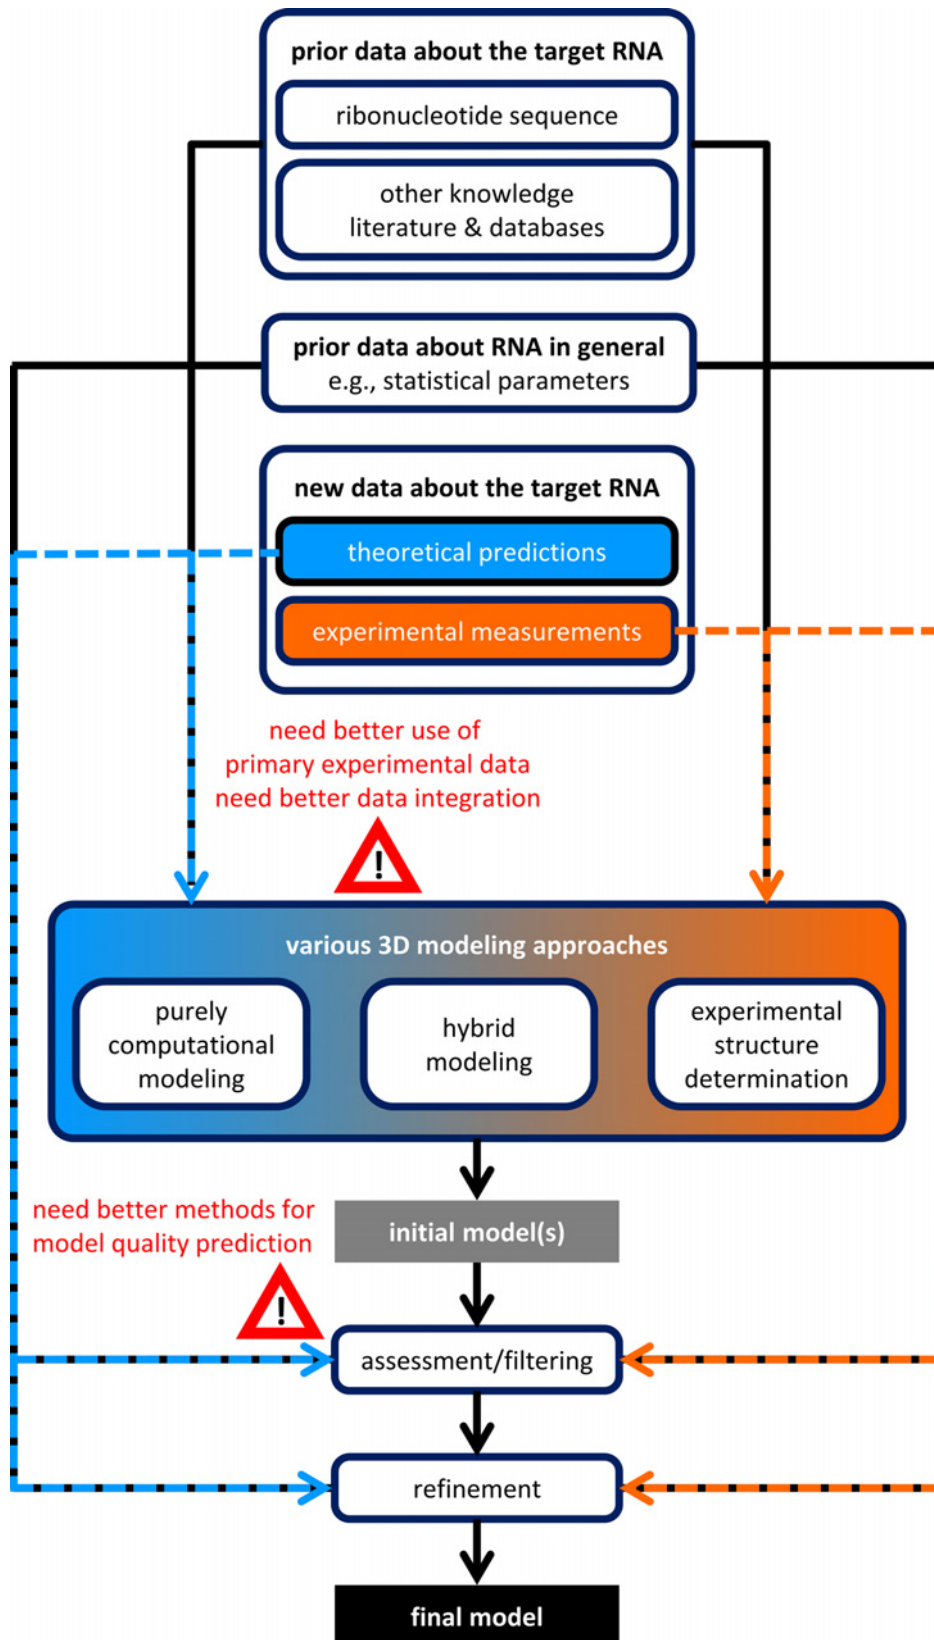 prior data about the target RNA
ribonucleotide sequence
other knowledge
literature & databases
prior data about RNA in general
e.g., statistical parameters
new data about the target RNA
theoretical predictions
experimental measurements
need better use of
primary experimental data
need better data integration
!
various 3D modeling approaches
purely
computational
modeling
hybrid
modeling
experimental
structure
determination
initial model(s)
need better methods for
model quality prediction
!
assessment/filtering
refinement
final model